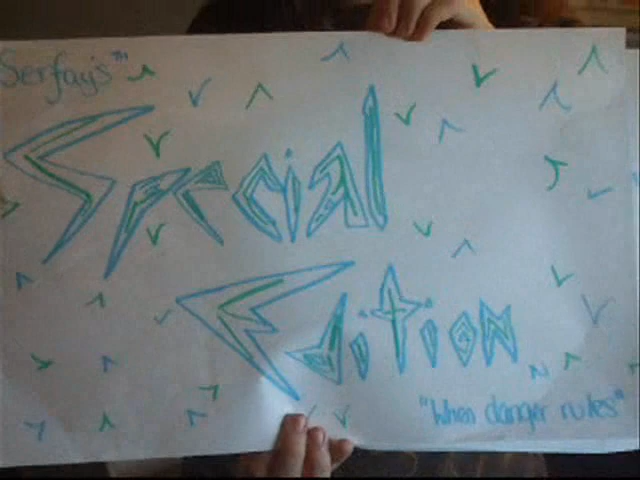 Serfay's™
Special
Edition
"When danger rules"